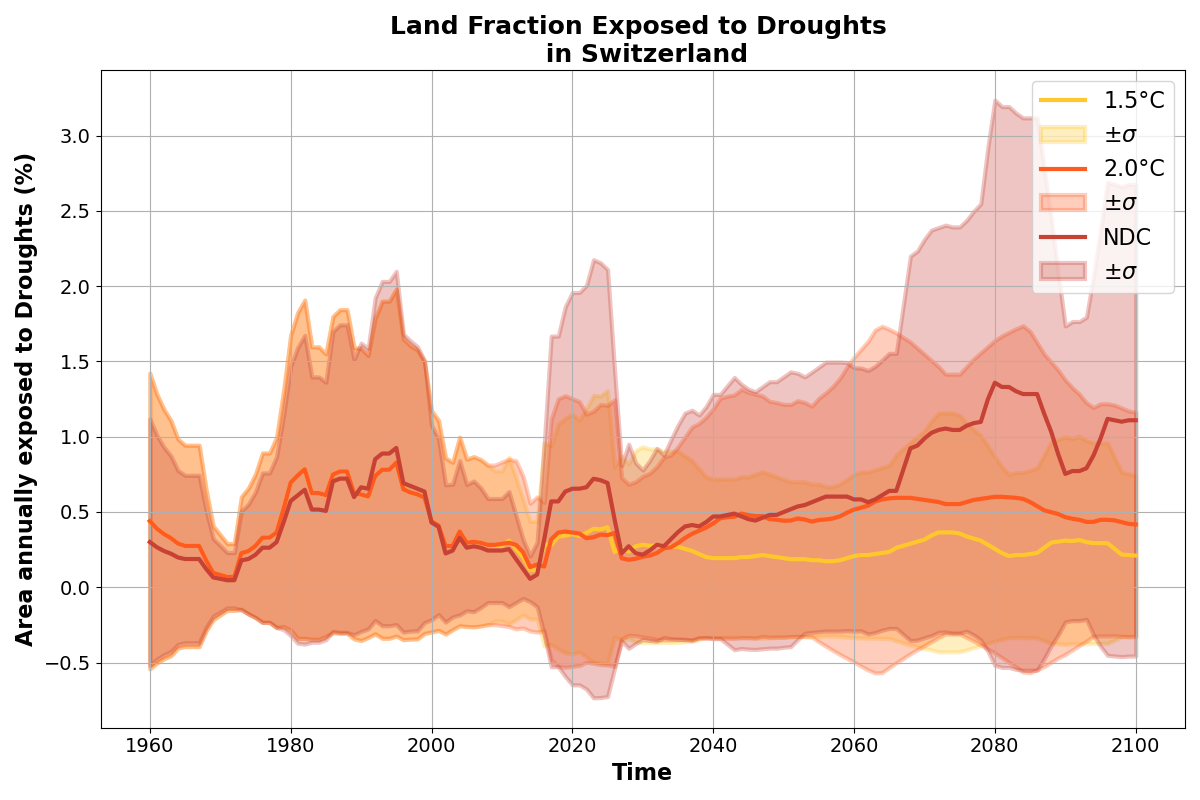 Land Fraction Exposed to Droughts
in Switzerland
1.5°C
±σ
2.0°C
±σ
NDC
±σ
Area annually exposed to Droughts (%)
3.0
2.5
2.0
1.5
1.0
0.5
0.0
−0.5
1960
1980
2000
2020
2040
2060
2080
2100
Time